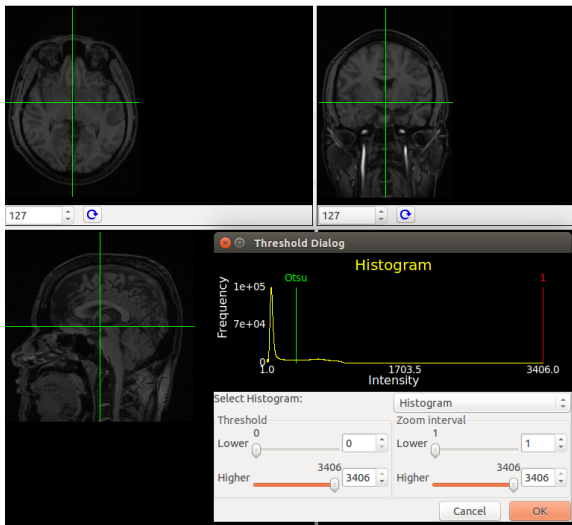 127
127
Threshold Dialog
Histogram
Otsu
1
Frequency
1e+05
7e+04
0
1.0
1703.5
3406.0
Intensity
Select Histogram:
Histogram
Threshold
Zoom interval
0
1
Lower
0
Lower
1
3406
3406
Higher
3406
Higher
3406
Cancel
OK